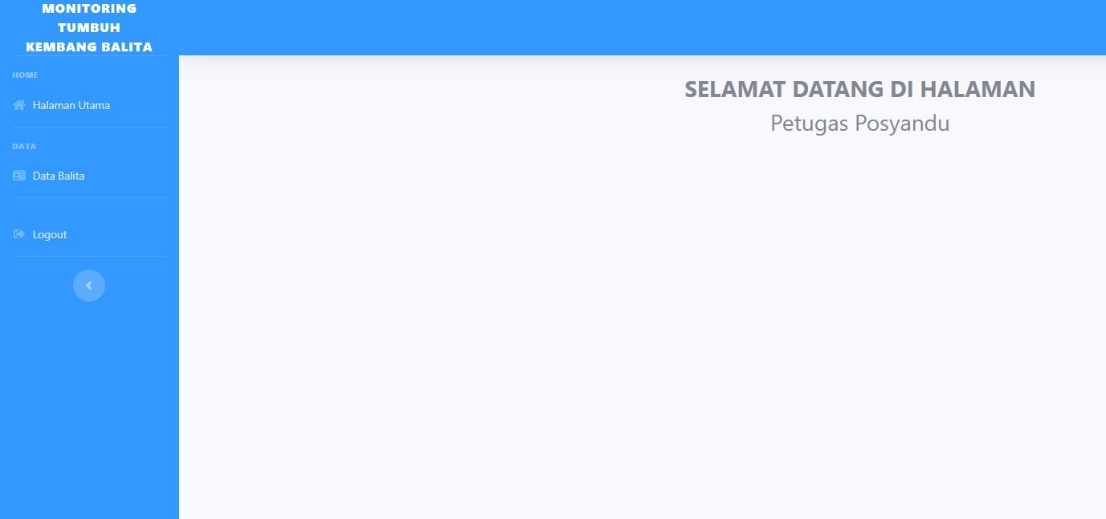 MONITORING
TUMBUH
KEMBANG BALITA
HOME
Halaman Utama
DATA
Data Balita
Logout
SELAMAT DATANG DI HALAMAN
Petugas Posyandu